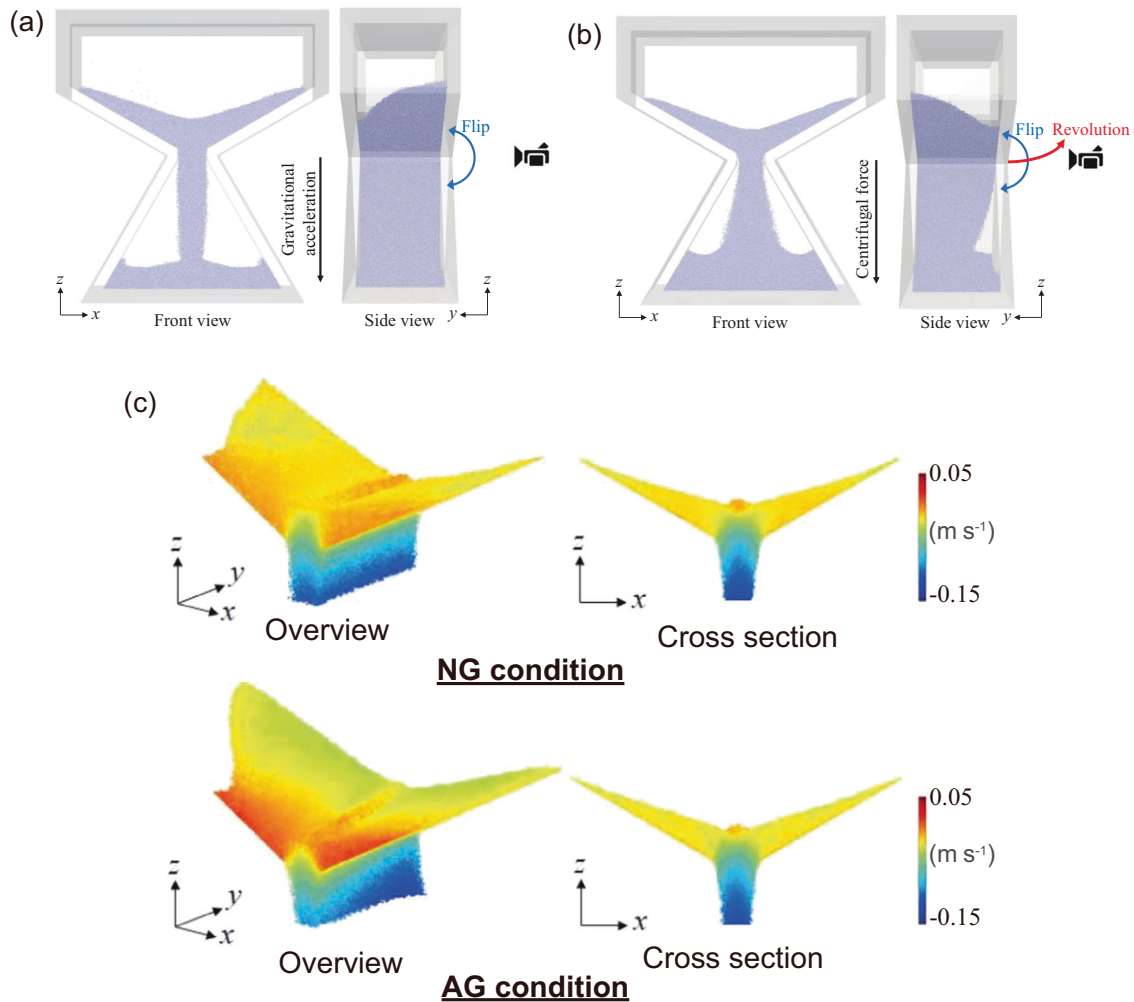 (a)
Flip
Gravitational
acceleration
z
x
Front view
Side view
y
z
(b)
Flip
Revolution
Centrifugal force
z
x
Front view
Side view
y
z
(c)
z
y
x
Overview
z
x
Cross section
0.05
(m s⁻¹)
-0.15
NG condition
z
y
x
Overview
z
x
Cross section
0.05
(m s⁻¹)
-0.15
AG condition